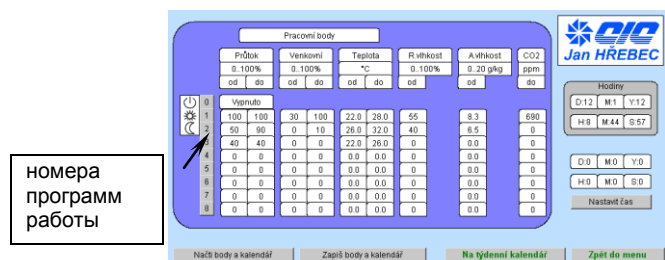 Pracovní body
CIC
Jan HŘEBEC
Průtok Venkovní Teplota R.vlhkost A.vlhkost CO2
0..100% 0..100% °C 0..100% 0..20 g/kg ppm
od do od do od do od od do
0 Vypnuto
1 100 100 30 100 22.0 28.0 55 8.3 690
2 50 90 0 10 26.0 32.0 40 6.5 0
3 40 40 0 0 22.0 26.0 0 0.0 0
4 0 0 0 0 0.0 0.0 0 0.0 0
5 0 0 0 0 0.0 0.0 0 0.0 0
6 0 0 0 0 0.0 0.0 0 0.0 0
7 0 0 0 0 0.0 0.0 0 0.0 0
8 0 0 0 0 0.0 0.0 0 0.0 0
Hodiny
D:12 M:1 Y:12
H:8 M:44 S:57
D:0 M:0 Y:0
H:0 M:0 S:0
Nastavit čas
номера
программ
работы
Načti body a kalendář Zapiš body a kalendář Na týdenní kalendář Zpět do menu